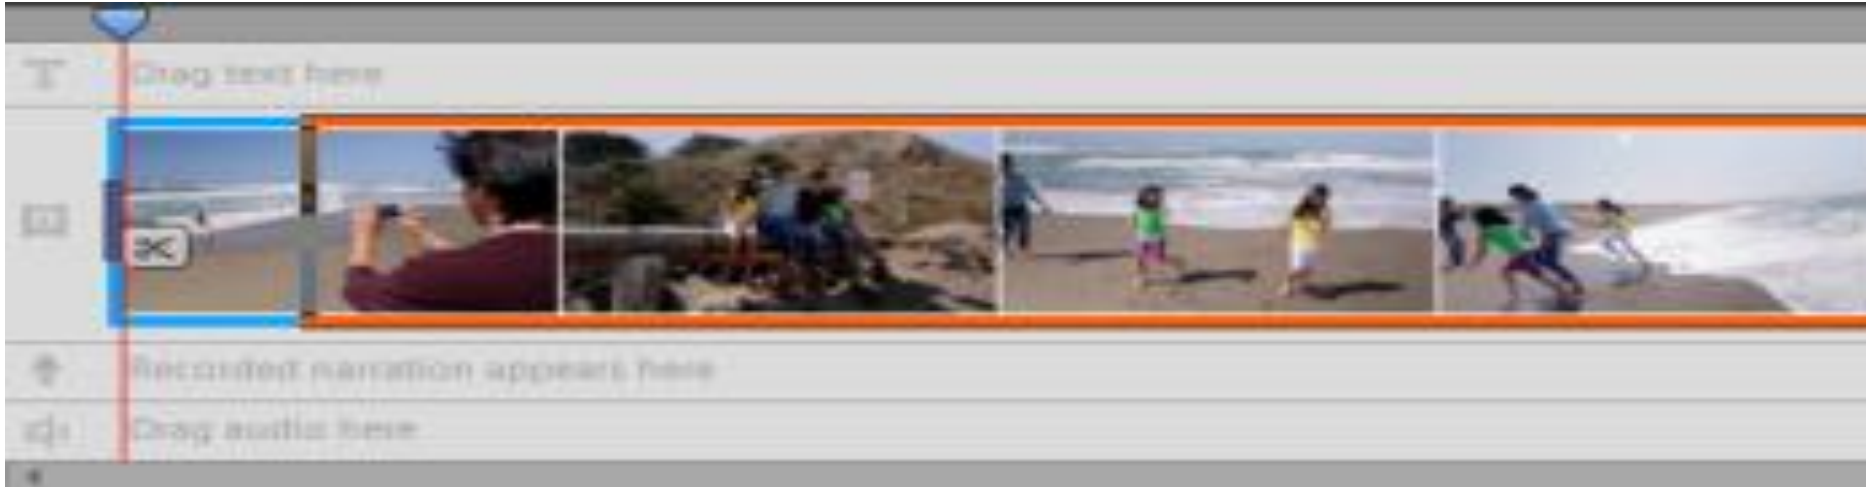 Drag text here
Recorded narration appears here
Drag audio here